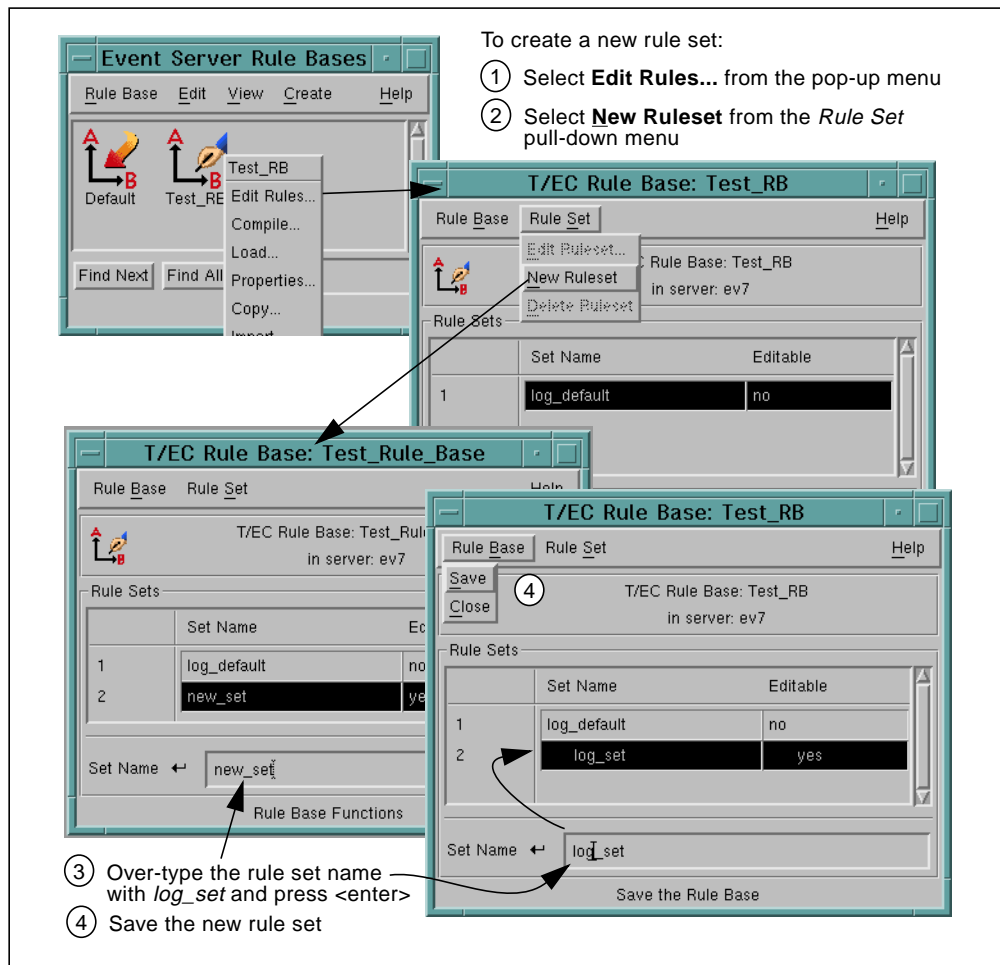 To create a new rule set:
1 Select Edit Rules... from the pop-up menu
2 Select New Ruleset from the Rule Set
pull-down menu
Event Server Rule Bases
Rule Base Edit View Create Help
Default Test_RB
Find Next Find All
Test_RB
Edit Rules...
Compile...
Load...
Properties...
Copy...
T/EC Rule Base: Test_RB
Rule Base Rule Set Help
Edit Ruleset...
New Ruleset
Delete Ruleset
Rule Base: Test_RB
in server: ev7
Rule Sets
Set Name Editable
1 log_default no
T/EC Rule Base: Test_Rule_Base
Rule Base Rule Set Help
T/EC Rule Base: Test_Rul
in server: ev7
Rule Sets
Set Name
1 log_default no
2 new_set ye
Set Name new_set
Rule Base Functions
T/EC Rule Base: Test_RB
Rule Base Rule Set Help
Save
Close
4
T/EC Rule Base: Test_RB
in server: ev7
Rule Sets
Set Name Editable
1 log_default no
2 log_set yes
Set Name log_set
Save the Rule Base
3 Over-type the rule set name
with log_set and press <enter>
4 Save the new rule set